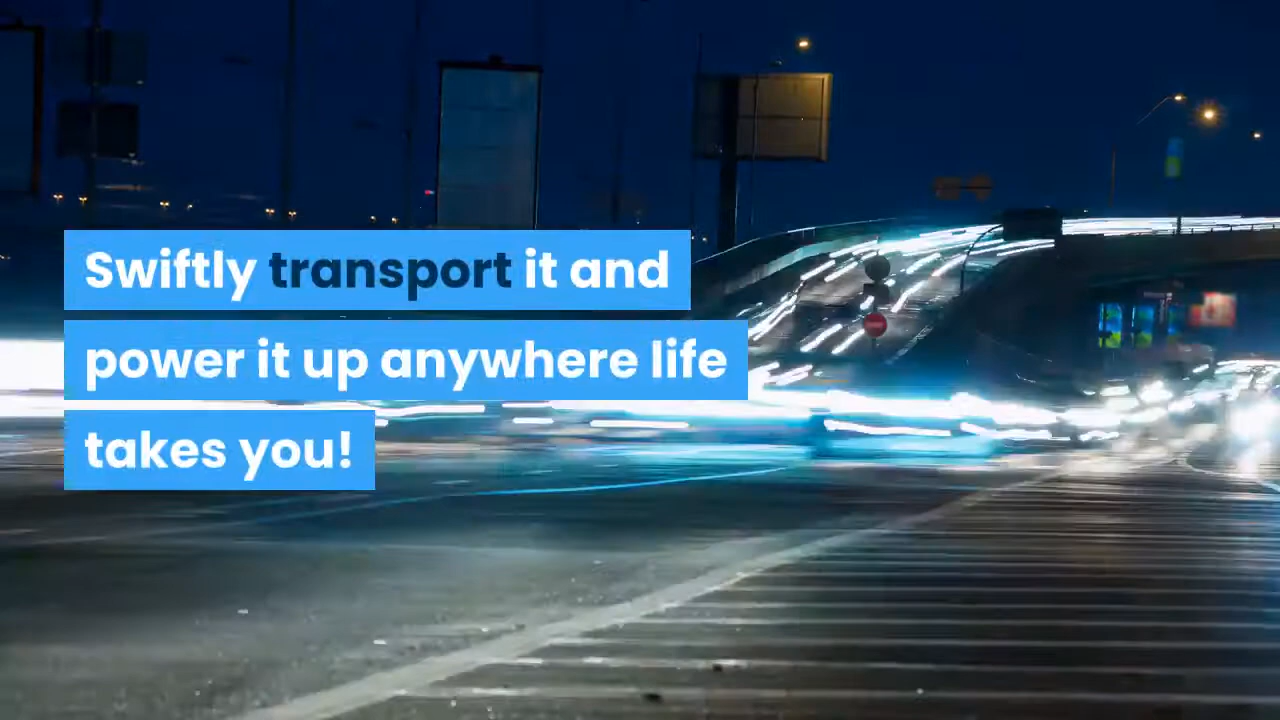 Swiftly transport it and
power it up anywhere life
takes you!